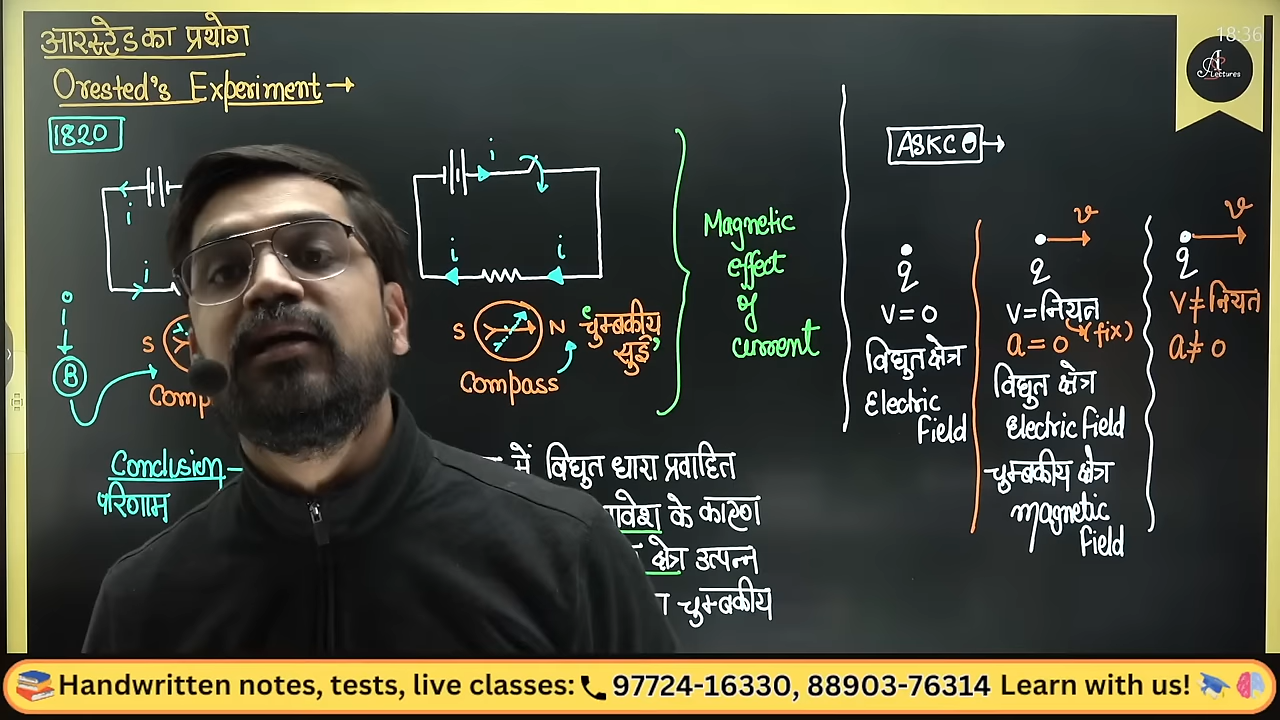 आरस्टेड का प्रयोग
Orested's Experiment →
1820
i
i
i
B
S
Comp
i
i
i
S
N
Compass
"चुम्बकीय
सुई"
Magnetic
effect
of
current
Conclusion –
परिणाम
में विद्युत धारा प्रवाहित
के कारण
क्षेत्र उत्पन्न
चुम्बकीय
ASKC →
q
v = 0
विद्युत क्षेत्र
Electric
field
v
q
v = नियत
(fix)
a = 0
विद्युत क्षेत्र
Electric field
चुम्बकीय क्षेत्र
magnetic
field
v
q
v ≠ नियत
a ≠ 0
18:36
A
Lectures
Handwritten notes, tests, live classes: 97724-16330, 88903-76314 Learn with us!